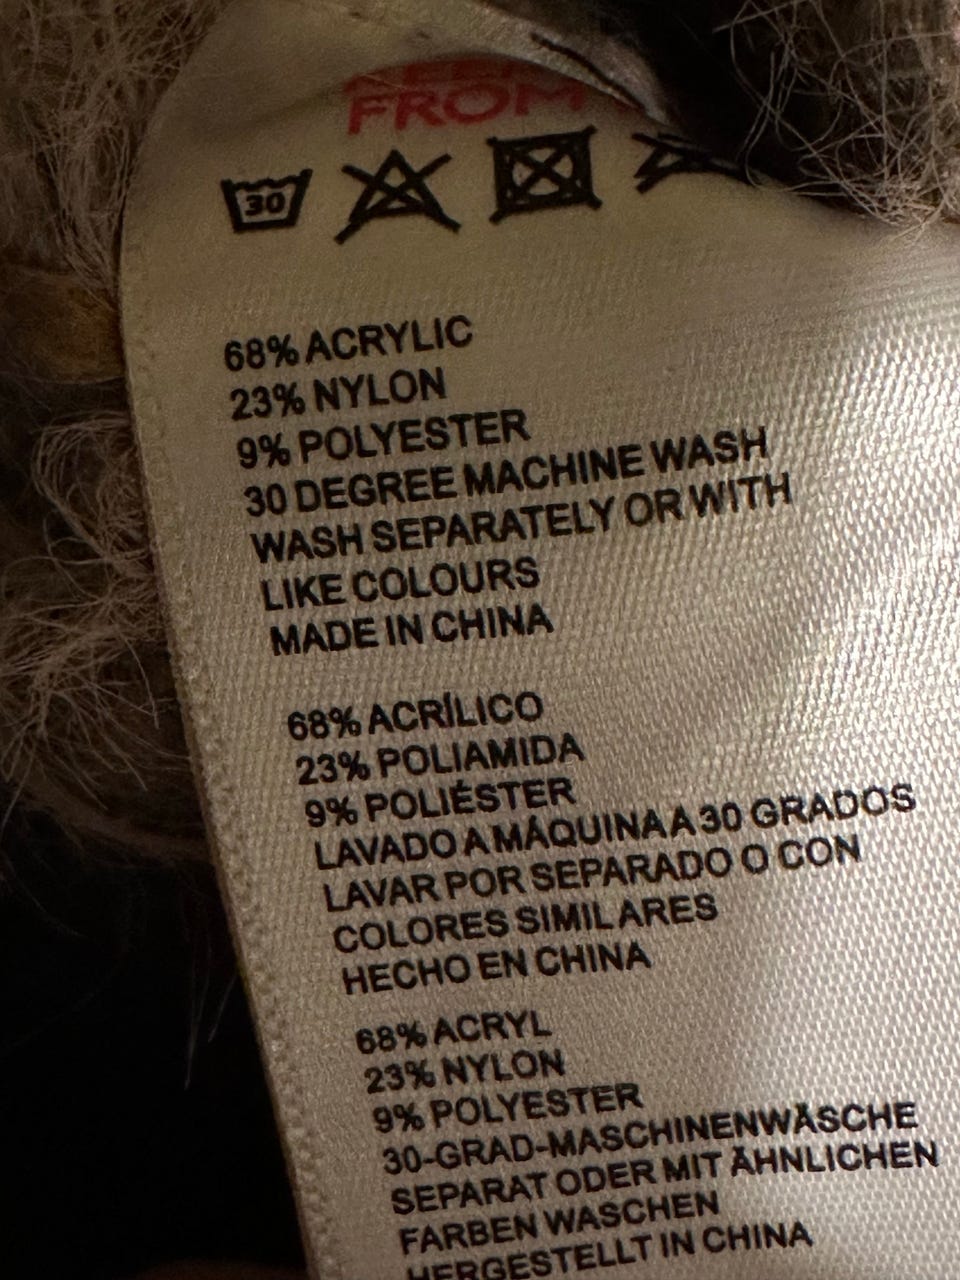 FROM
30
68% ACRYLIC
23% NYLON
9% POLYESTER
30 DEGREE MACHINE WASH
WASH SEPARATELY OR WITH
LIKE COLOURS
MADE IN CHINA
68% ACRÍLICO
23% POLIAMIDA
9% POLIÉSTER
LAVADO A MÁQUINA A 30 GRADOS
LAVAR POR SEPARADO O CON
COLORES SIMILARES
HECHO EN CHINA
68% ACRYL
23% NYLON
9% POLYESTER
30-GRAD-MASCHINENWÄSCHE
SEPARAT ODER MIT ÄHNLICHEN
FARBEN WASCHEN
HERGESTELLT IN CHINA